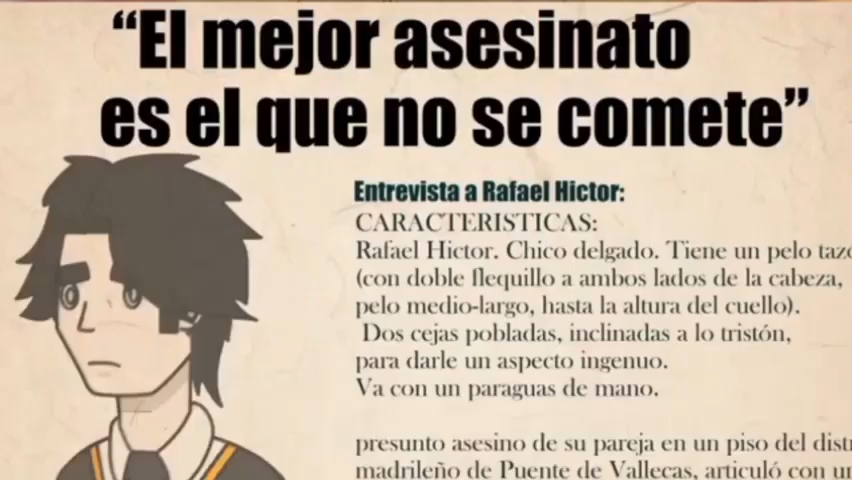 “El mejor asesinato
es el que no se comete”
Entrevista a Rafael Hictor:
CARACTERISTICAS:
Rafael Hictor. Chico delgado. Tiene un pelo
(con doble flequillo a ambos lados de la cabeza,
pelo medio-largo, hasta la altura del cuello).
Dos cejas pobladas, inclinadas a lo tristón,
para darle un aspecto ingenuo.
Va con un paraguas de mano.
presunto asesino de su pareja en un piso del
madrileño de Puente de Vallecas, articuló con